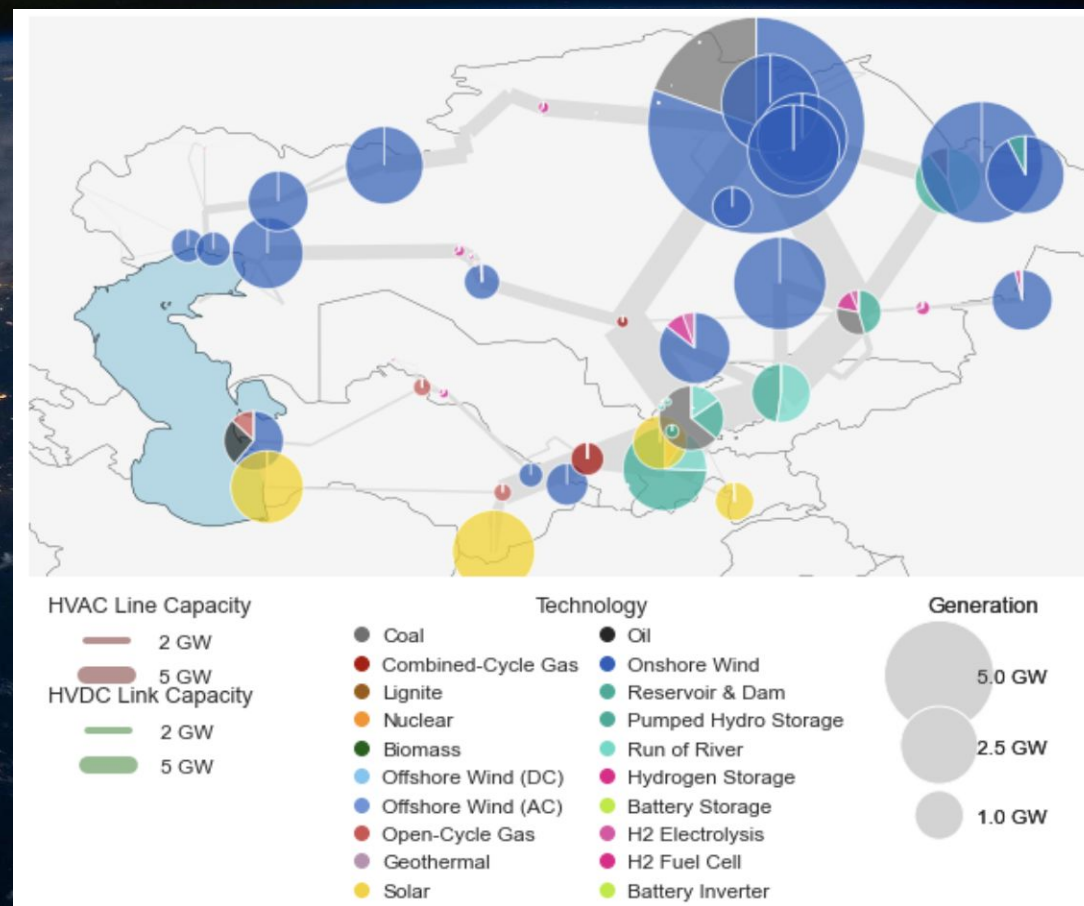 HVAC Line Capacity
2 GW
5 GW
HVDC Link Capacity
2 GW
5 GW
Technology
Coal
Combined-Cycle Gas
Lignite
Nuclear
Biomass
Offshore Wind (DC)
Offshore Wind (AC)
Open-Cycle Gas
Geothermal
Solar
Oil
Onshore Wind
Reservoir & Dam
Pumped Hydro Storage
Run of River
Hydrogen Storage
Battery Storage
H2 Electrolysis
H2 Fuel Cell
Battery Inverter
Generation
5.0 GW
2.5 GW
1.0 GW